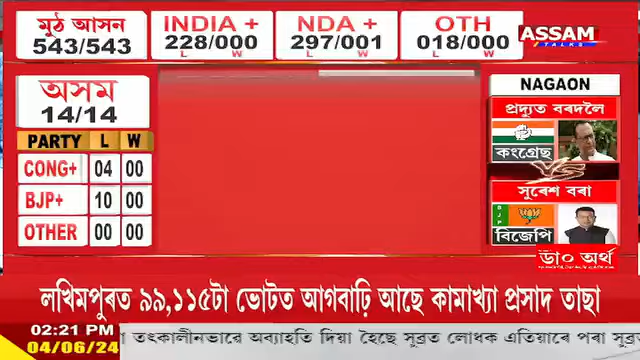 মুঠ আসন
543/543
INDIA +
228/000
L W
NDA +
297/001
L W
OTH
018/000
L W
ASSAM
TALKS
অসম
14/14
PARTY L W
CONG+ 04 00
BJP+ 10 00
OTHER 00 00
NAGAON
প্ৰদ্যুত বৰদলৈ
কংগ্ৰেছ
সুৰেশ বৰা
BJP
বিজেপি
ডাঃ অৰ্থ
লখিমপুৰত ৯৯,১১৫টা ভোটত আগবাঢ়ি আছে কামাখ্যা প্ৰসাদ তাছা
02:21 PM
04/06/24
তৎকালীনভাৱে অব্যাহতি দিয়া হৈছে সুব্ৰত লোধক এতিয়াৰে পৰা সুব্ৰ